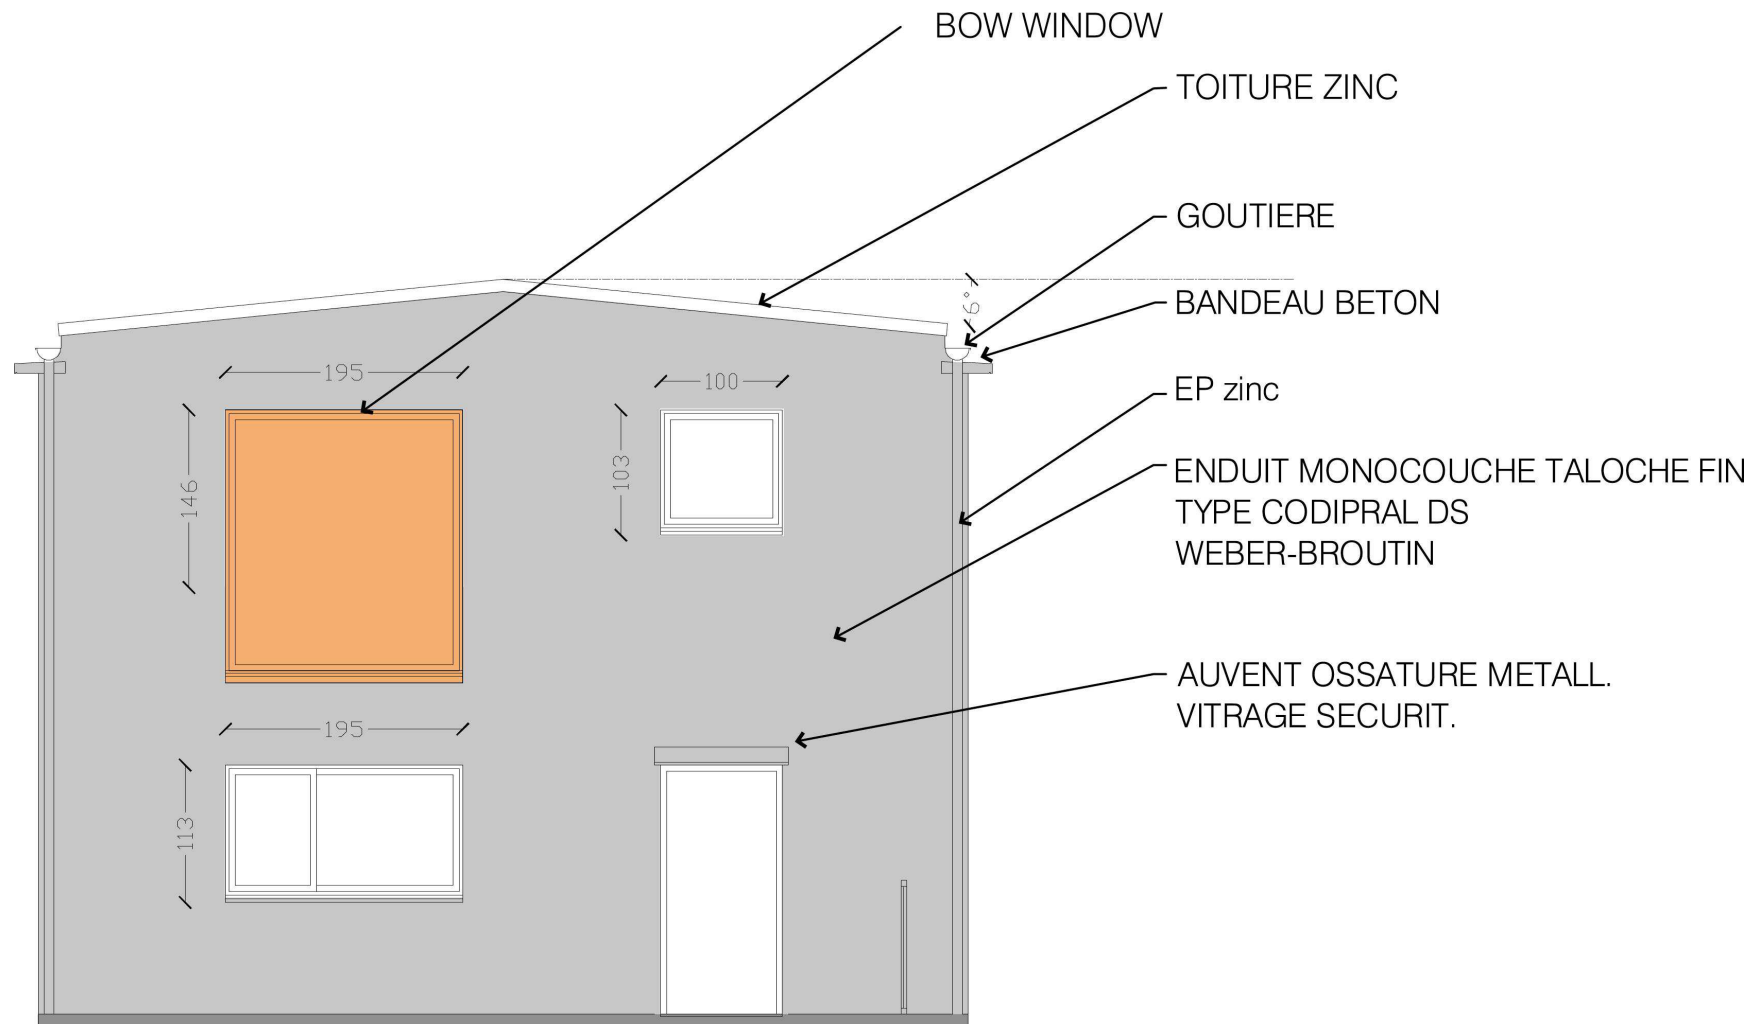 BOW WINDOW
TOITURE ZINC
GOUTIERE
6°
BANDEAU BETON
195
100
EP zinc
146
103
ENDUIT MONOCOUCHE TALOCHE FIN
TYPE CODIPRAL DS
WEBER-BROUTIN
AUVENT OSSATURE METALL.
VITRAGE SECURIT.
195
113